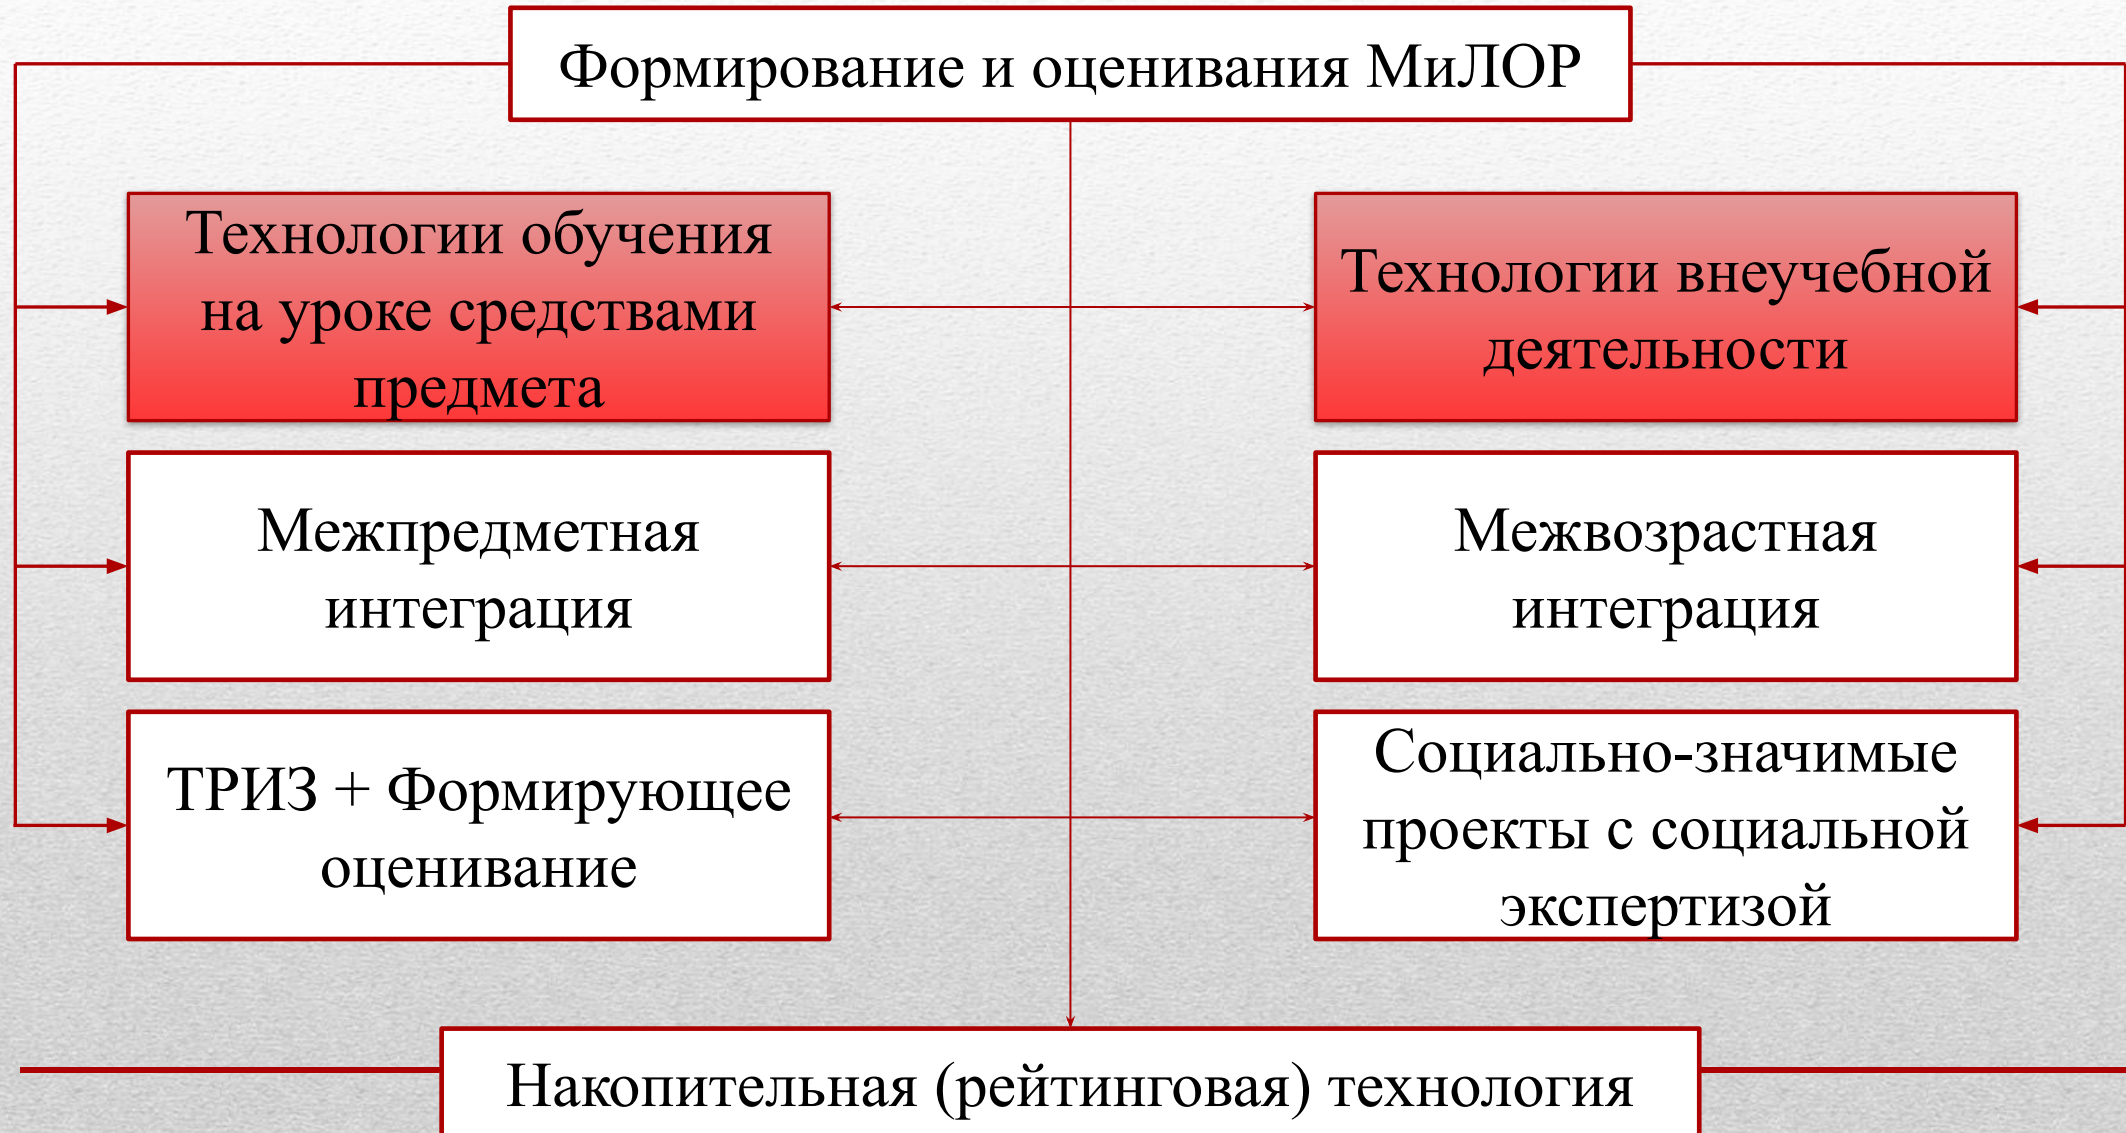 Формирование и оценивания МиЛОР
Технологии обучения
на уроке средствами
предмета
Технологии внеучебной
деятельности
Межпредметная
интеграция
Межвозрастная
интеграция
ТРИЗ + Формирующее
оценивание
Социально-значимые
проекты с социальной
экспертизой
Накопительная (рейтинговая) технология